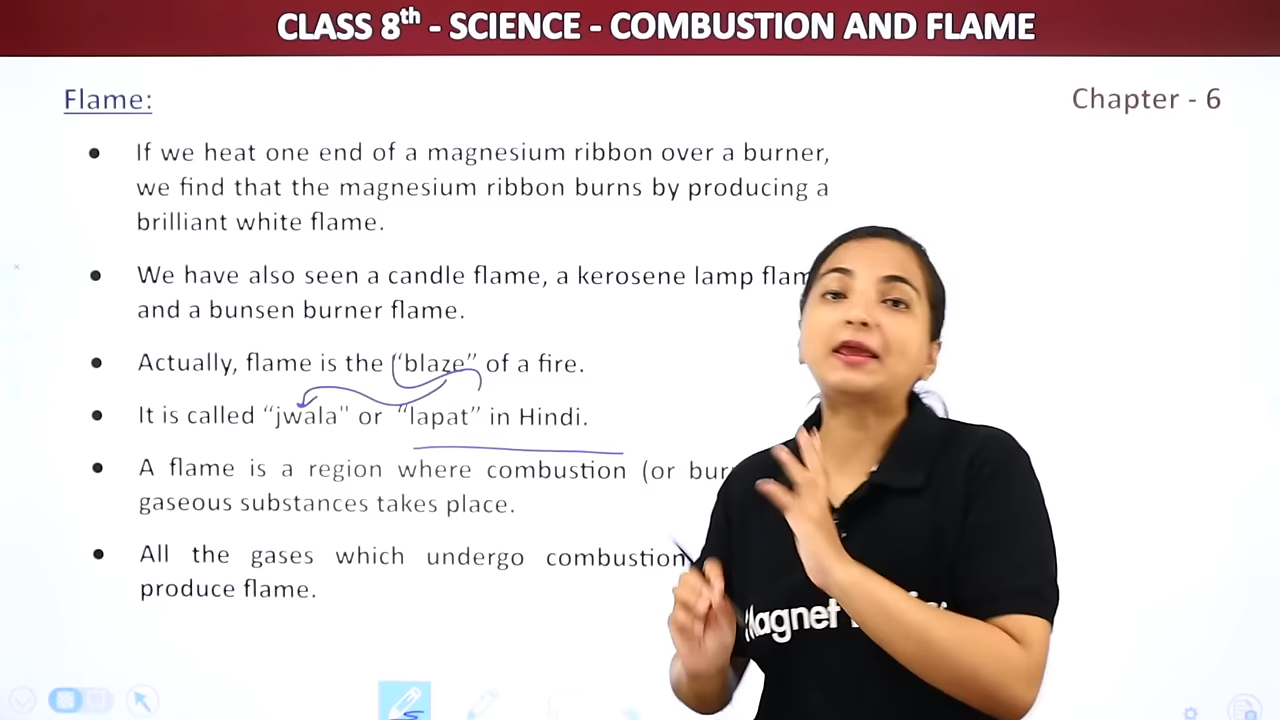 CLASS 8th - SCIENCE - COMBUSTION AND FLAME
Flame:
Chapter - 6
• If we heat one end of a magnesium ribbon over a burner,
we find that the magnesium ribbon burns by producing a
brilliant white flame.
• We have also seen a candle flame, a kerosene lamp
and a bunsen burner flame.
• Actually, flame is the “blaze” of a fire.
• It is called “jwala" or “lapat” in Hindi.
• A flame is a region where combustion (or
gaseous substances takes place.
• All the gases which undergo combustion
produce flame.
Magnet